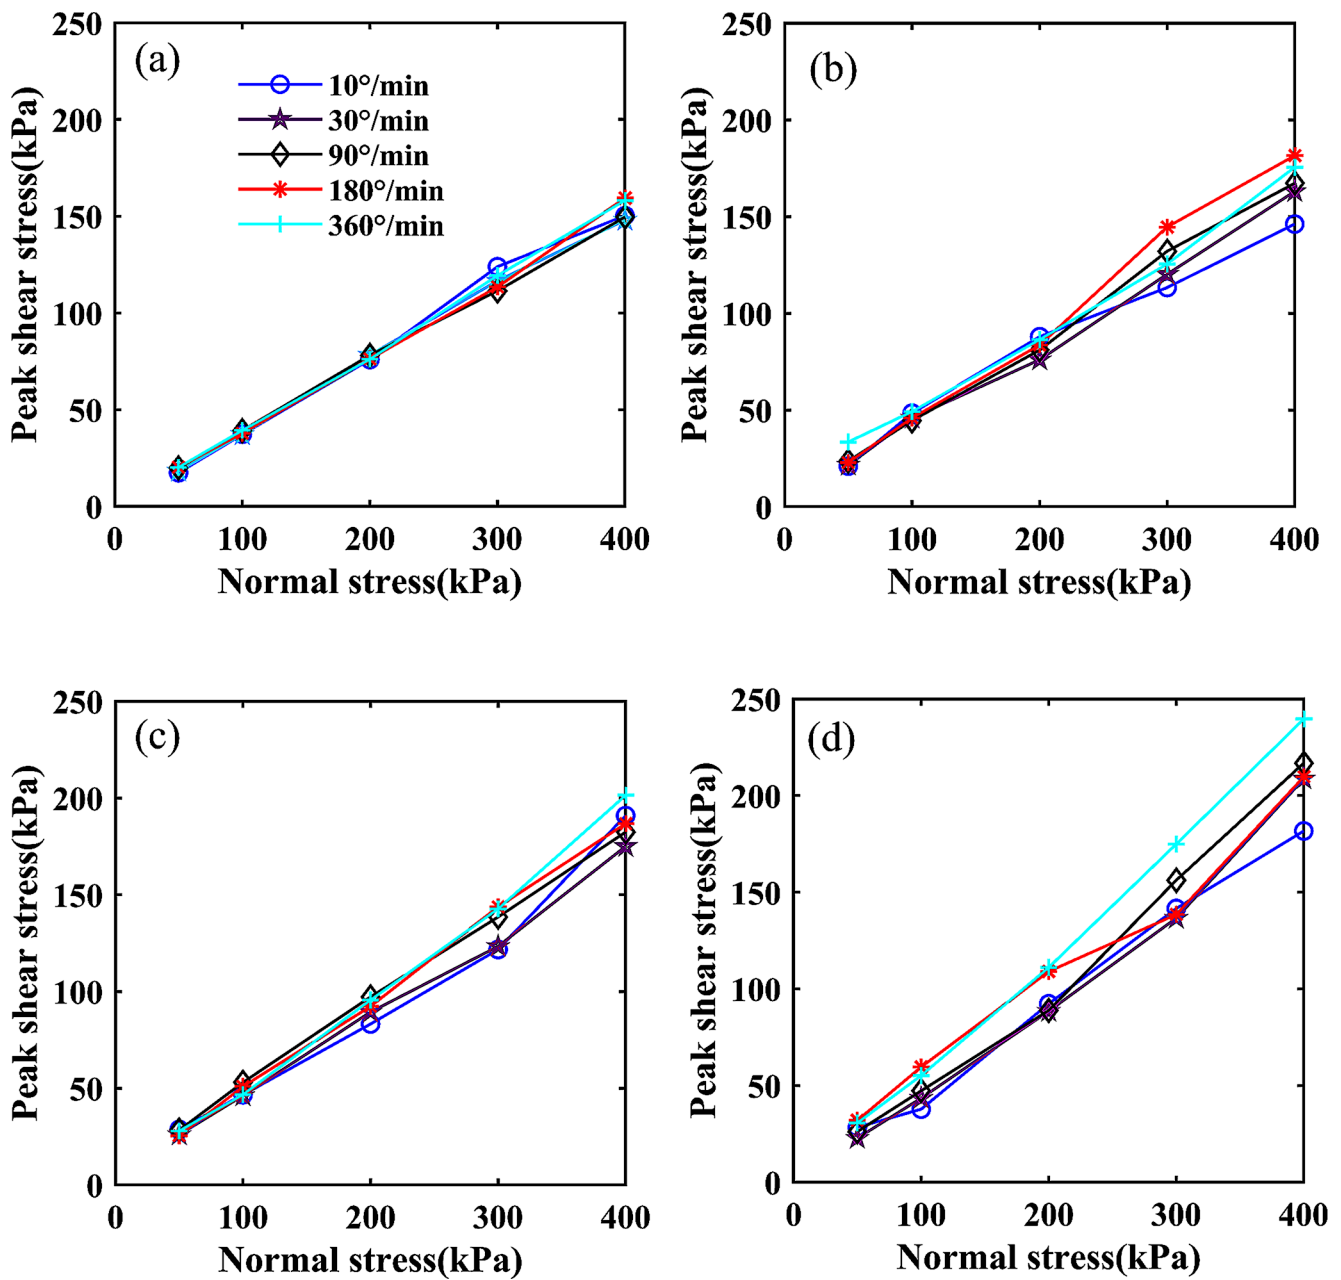 (a)
10°/min
30°/min
90°/min
180°/min
360°/min
Peak shear stress(kPa)
250
200
150
100
50
0
0 100 200 300 400
Normal stress(kPa)
(b)
Peak shear stress(kPa)
250
200
150
100
50
0
0 100 200 300 400
Normal stress(kPa)
(c)
Peak shear stress(kPa)
250
200
150
100
50
0
0 100 200 300 400
Normal stress(kPa)
(d)
Peak shear stress(kPa)
250
200
150
100
50
0
0 100 200 300 400
Normal stress(kPa)